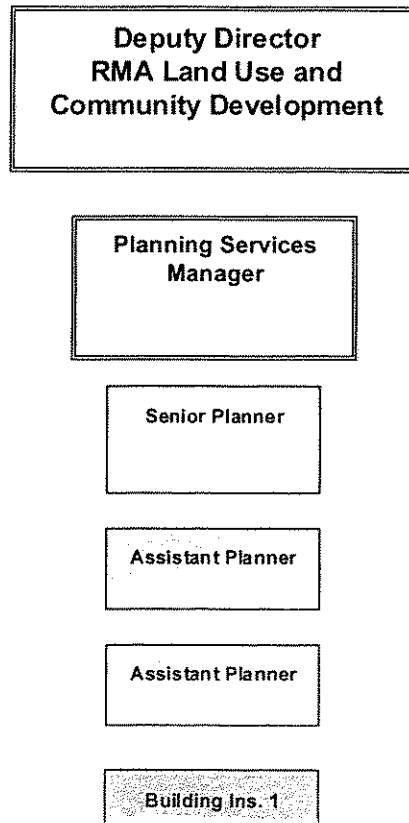 Deputy Director
RMA Land Use and
Community Development
Planning Services
Manager
Senior Planner
Assistant Planner
Assistant Planner
Building Ins. 1